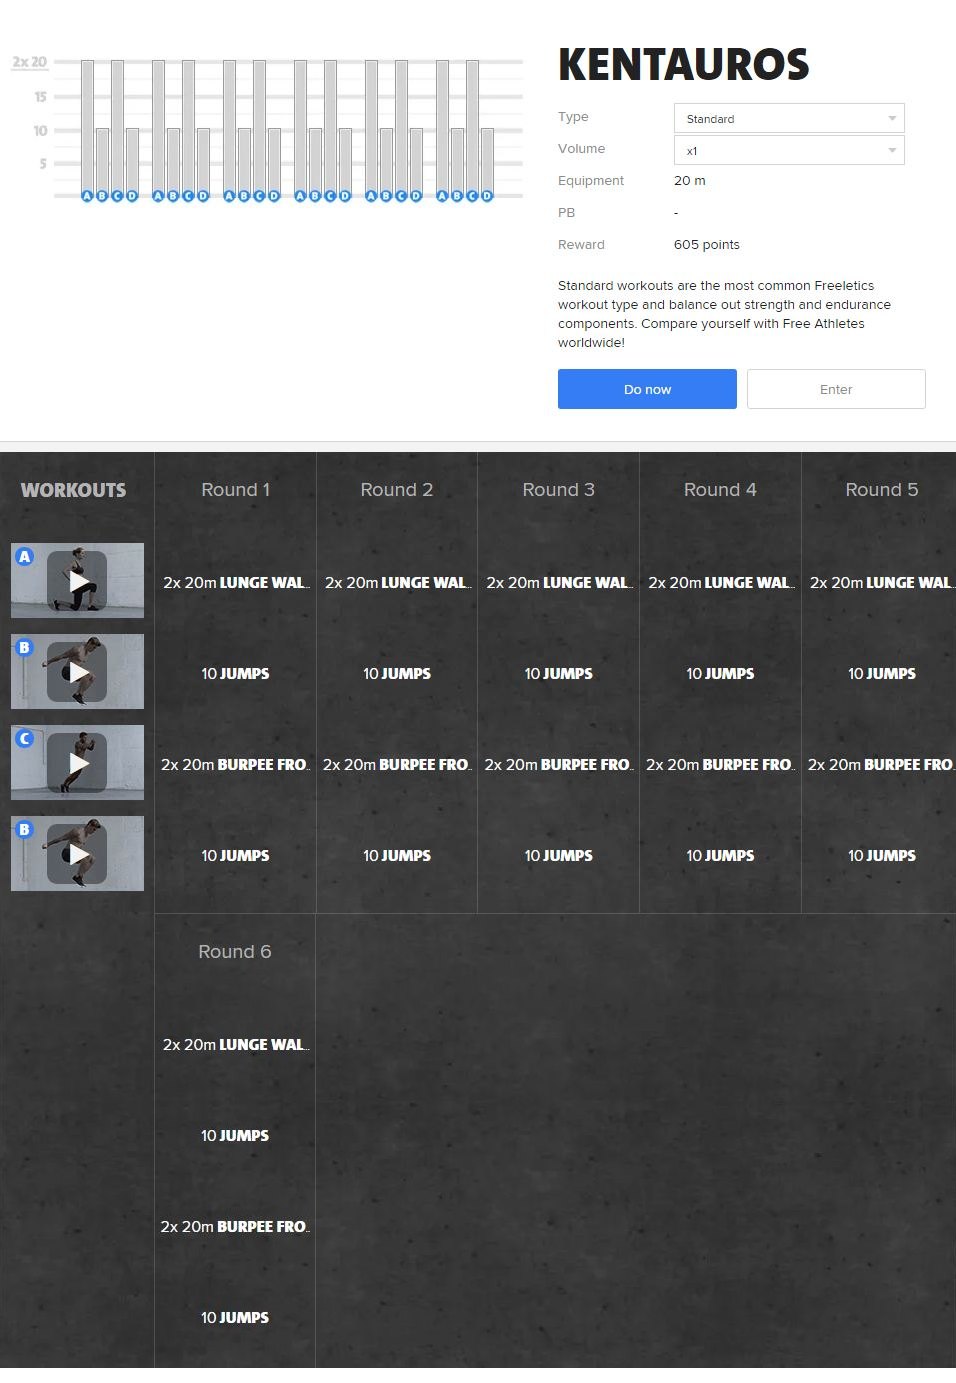 KENTAUROS
2x 20
15
10
5
A B C D A B C D A B C D A B C D A B C D A B C D
Type Standard
Volume x1
Equipment 20 m
PB -
Reward 605 points
Standard workouts are the most common Freeletics
workout type and balance out strength and endurance
components. Compare yourself with Free Athletes
worldwide!
Do now Enter
WORKOUTS Round 1 Round 2 Round 3 Round 4 Round 5
A 2x 20m LUNGE WAL... 2x 20m LUNGE WAL... 2x 20m LUNGE WAL... 2x 20m LUNGE WAL... 2x 20m LUNGE WAL...
B 10 JUMPS 10 JUMPS 10 JUMPS 10 JUMPS 10 JUMPS
C 2x 20m BURPEE FRO... 2x 20m BURPEE FRO... 2x 20m BURPEE FRO... 2x 20m BURPEE FRO... 2x 20m BURPEE FRO...
B 10 JUMPS 10 JUMPS 10 JUMPS 10 JUMPS 10 JUMPS
Round 6
2x 20m LUNGE WAL...
10 JUMPS
2x 20m BURPEE FRO...
10 JUMPS